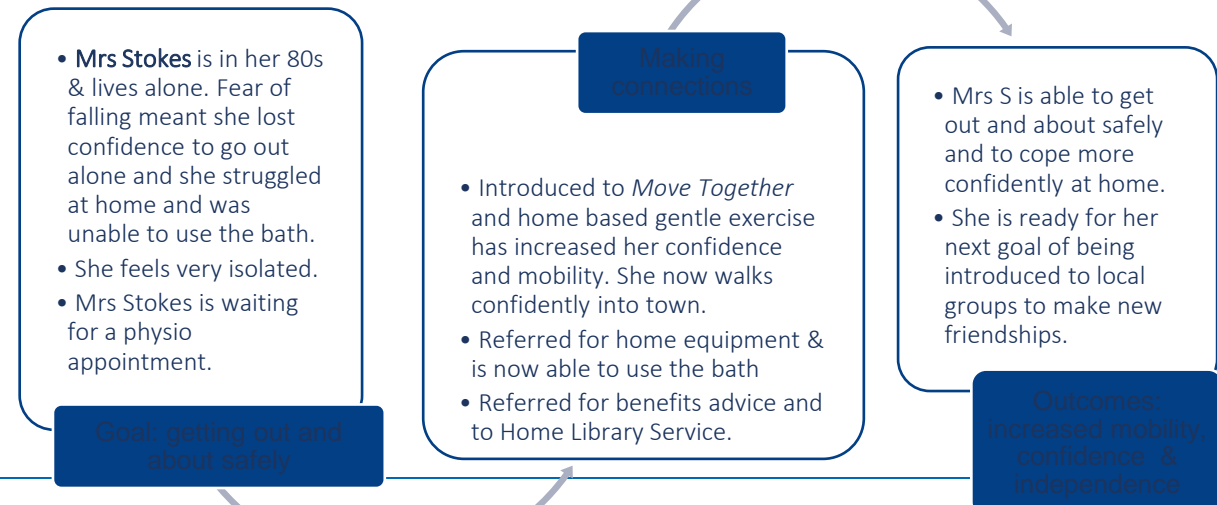 • Mrs Stokes is in her 80s
& lives alone. Fear of
falling meant she lost
confidence to go out
alone and she struggled
at home and was
unable to use the bath.
• She feels very isolated.
• Mrs Stokes is waiting
for a physio
appointment.
Goal: getting out and
about safely
Making
connections
• Introduced to Move Together
and home based gentle exercise
has increased her confidence
and mobility. She now walks
confidently into town.
• Referred for home equipment &
is now able to use the bath
• Referred for benefits advice and
to Home Library Service.
• Mrs S is able to get
out and about safely
and to cope more
confidently at home.
• She is ready for her
next goal of being
introduced to local
groups to make new
friendships.
Outcomes:
increased mobility,
confidence &
independence